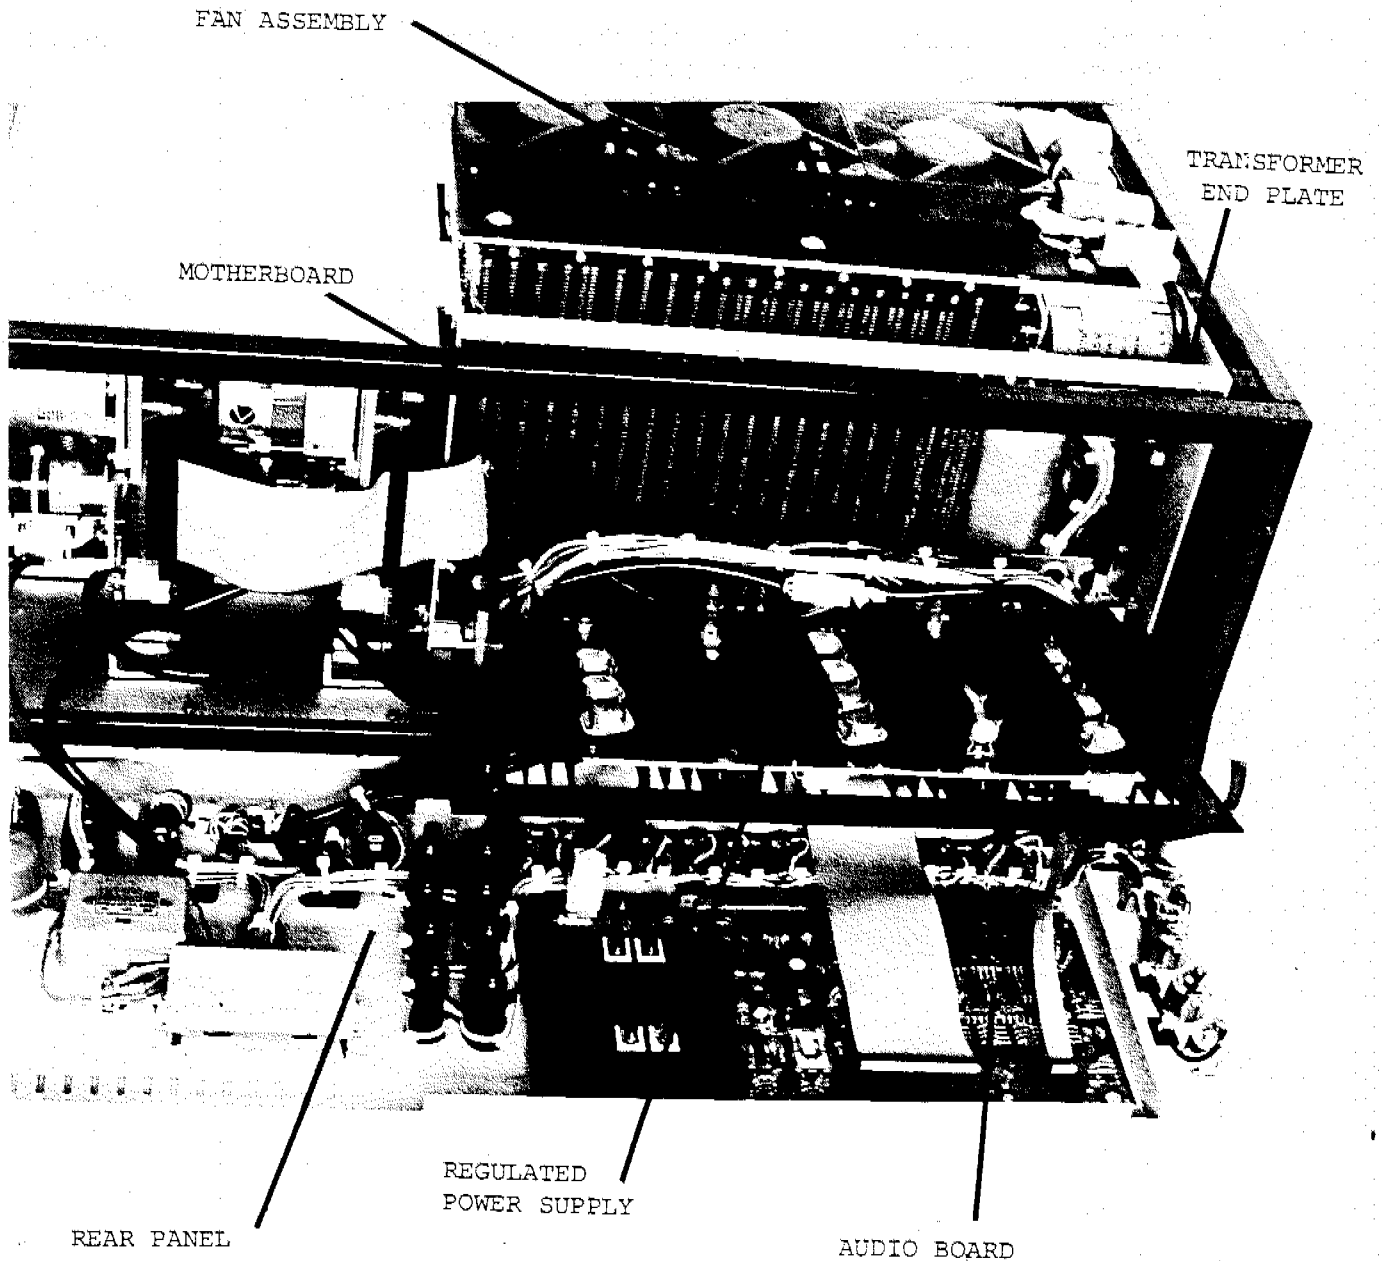 FAN ASSEMBLY
TRANSFORMER
END PLATE
MOTHERBOARD
REGULATED
POWER SUPPLY
REAR PANEL
AUDIO BOARD